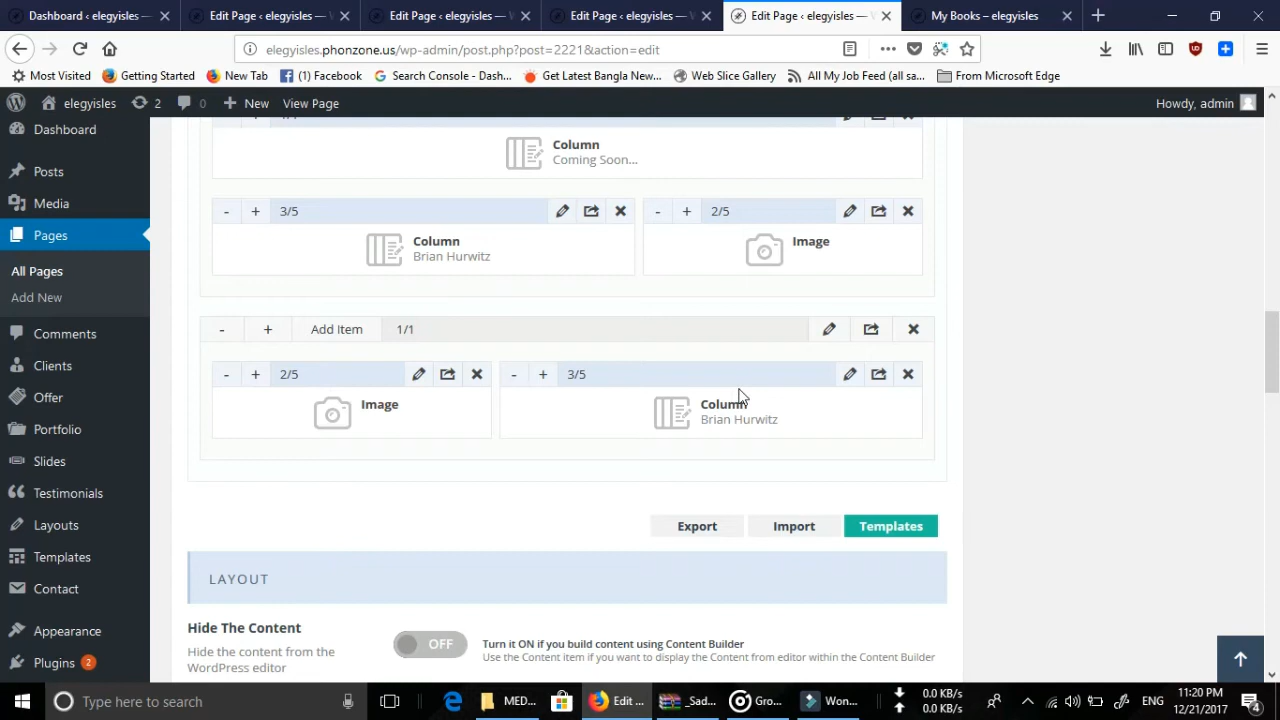 Dashboard ‹ elegyisles.
Edit Page ‹ elegyisles —
Edit Page ‹ elegyisles —
Edit Page ‹ elegyisles —
Edit Page ‹ elegyisles —
My Books – elegyisles
elegyisles.phonzone.us/wp-admin/post.php?post=2221&action=edit
Most Visited Getting Started New Tab (1) Facebook Search Console - Dash... Get Latest Bangla New... Web Slice Gallery All My Job Feed (all sa... From Microsoft Edge
elegyisles 2 0 + New View Page Howdy, admin
Dashboard
Posts
Media
Pages
All Pages
Add New
Comments
Clients
Offer
Portfolio
Slides
Testimonials
Layouts
Templates
Contact
Appearance
Plugins 2
Column
Coming Soon...
- + 3/5
Column
Brian Hurwitz
- + 2/5
Image
- + Add Item 1/1
- + 2/5
Image
- + 3/5
Column
Brian Hurwitz
Export Import Templates
LAYOUT
Hide The Content
Hide the content from the
WordPress editor
OFF
Turn it ON if you build content using Content Builder
Use the Content item if you want to display the Content from editor within the Content Builder
Type here to search
MED...
Edit ...
_Sad...
Gro...
Won...
0.0 KB/s
0.0 KB/s
ENG
11:20 PM
12/21/2017
4